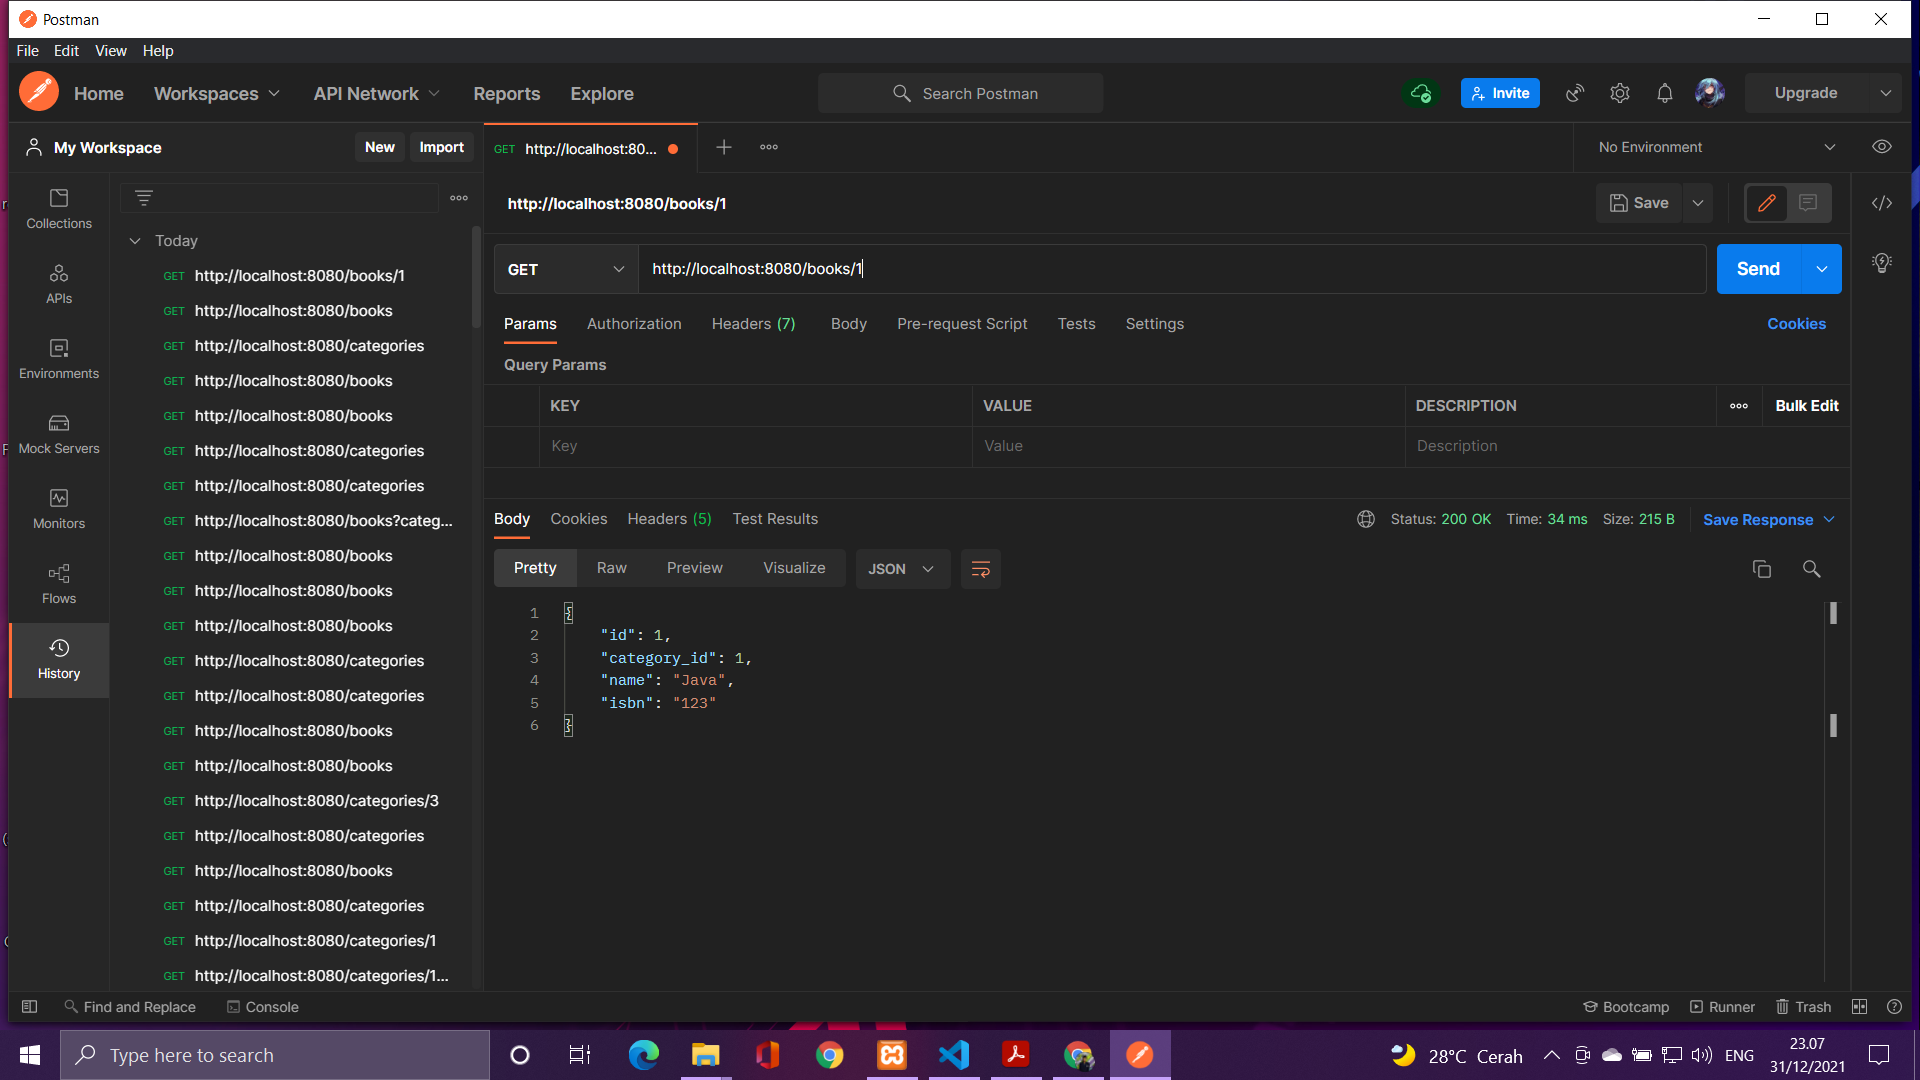 Postman
File Edit View Help
Home Workspaces API Network Reports Explore Search Postman Invite Upgrade
My Workspace New Import GET http://localhost:80... No Environment
Collections
APIs
Environments
Mock Servers
Monitors
Flows
History
Today
GET http://localhost:8080/books/1
GET http://localhost:8080/books
GET http://localhost:8080/categories
GET http://localhost:8080/books
GET http://localhost:8080/books
GET http://localhost:8080/categories
GET http://localhost:8080/categories
GET http://localhost:8080/books?categ...
GET http://localhost:8080/books
GET http://localhost:8080/books
GET http://localhost:8080/books
GET http://localhost:8080/categories
GET http://localhost:8080/categories
GET http://localhost:8080/books
GET http://localhost:8080/books
GET http://localhost:8080/categories/3
GET http://localhost:8080/categories
GET http://localhost:8080/books
GET http://localhost:8080/categories
GET http://localhost:8080/categories/1
GET http://localhost:8080/categories/1...
http://localhost:8080/books/1 Save
GET http://localhost:8080/books/1 Send
Params Authorization Headers (7) Body Pre-request Script Tests Settings Cookies
Query Params
KEY VALUE DESCRIPTION Bulk Edit
Key Value Description
Body Cookies Headers (5) Test Results Status: 200 OK Time: 34 ms Size: 215 B Save Response
Pretty Raw Preview Visualize JSON
1 {
2 "id": 1,
3 "category_id": 1,
4 "name": "Java",
5 "isbn": "123"
6 }
Find and Replace Console Bootcamp Runner Trash
Type here to search 28°C Cerah ENG 23.07
31/12/2021